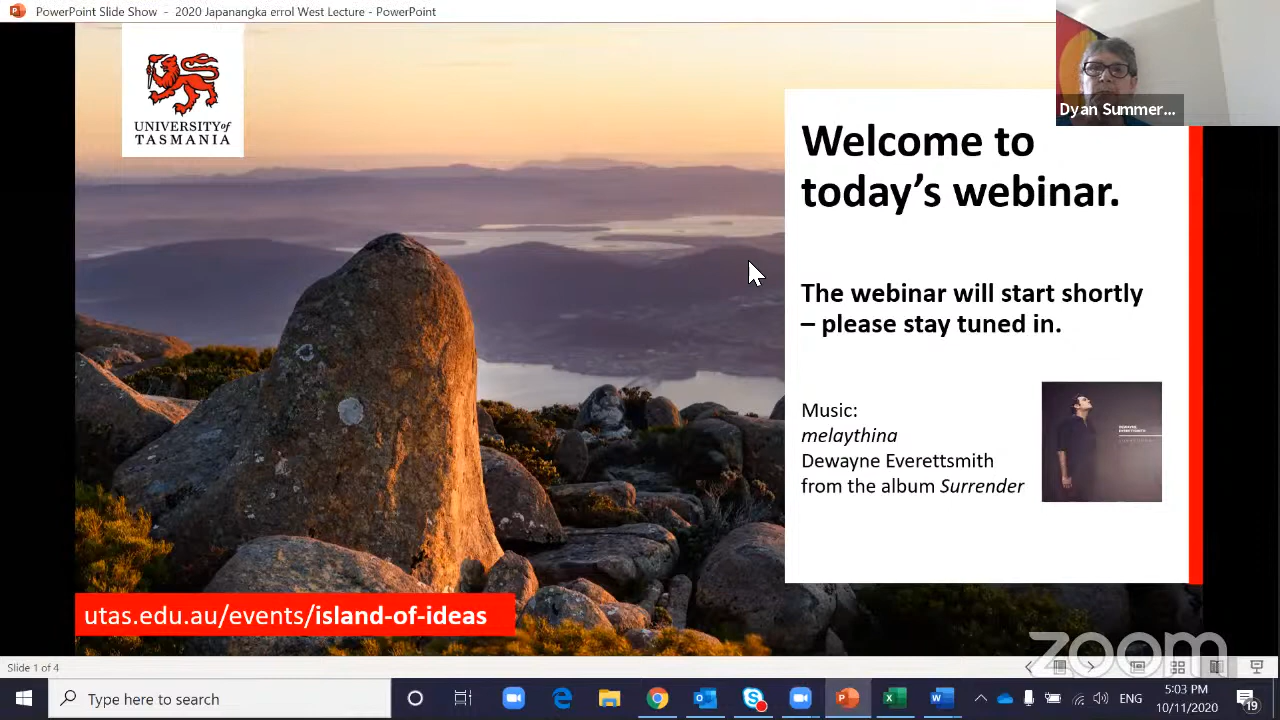 PowerPoint Slide Show - 2020 Japanangka errol West Lecture - PowerPoint
UNIVERSITY of
TASMANIA
Dyan Summer...
Welcome to
today's webinar.
The webinar will start shortly
– please stay tuned in.
Music:
melaythina
Dewayne Everettsmith
from the album Surrender
DEWAYNE
EVERETTSMITH
utas.edu.au/events/island-of-ideas
zoom
Slide 1 of 4
Type here to search
ENG
5:03 PM
10/11/2020
19